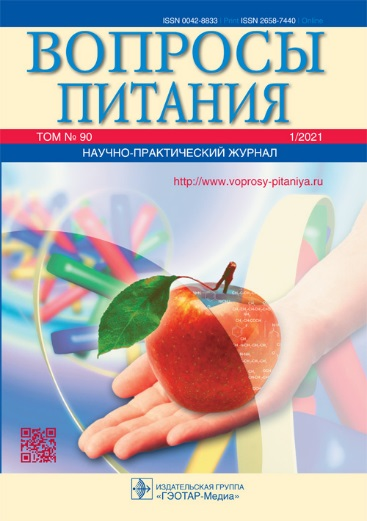 ISSN 0042-8833 | Print ISSN 2658-7440 | Online
ВОПРОСЫ
ПИТАНИЯ
ТОМ № 90 1/2021
НАУЧНО-ПРАКТИЧЕСКИЙ ЖУРНАЛ
http://www.voprosy-pitaniya.ru
ИЗДАТЕЛЬСКАЯ ГРУППА
«ГЭОТАР-Медиа»